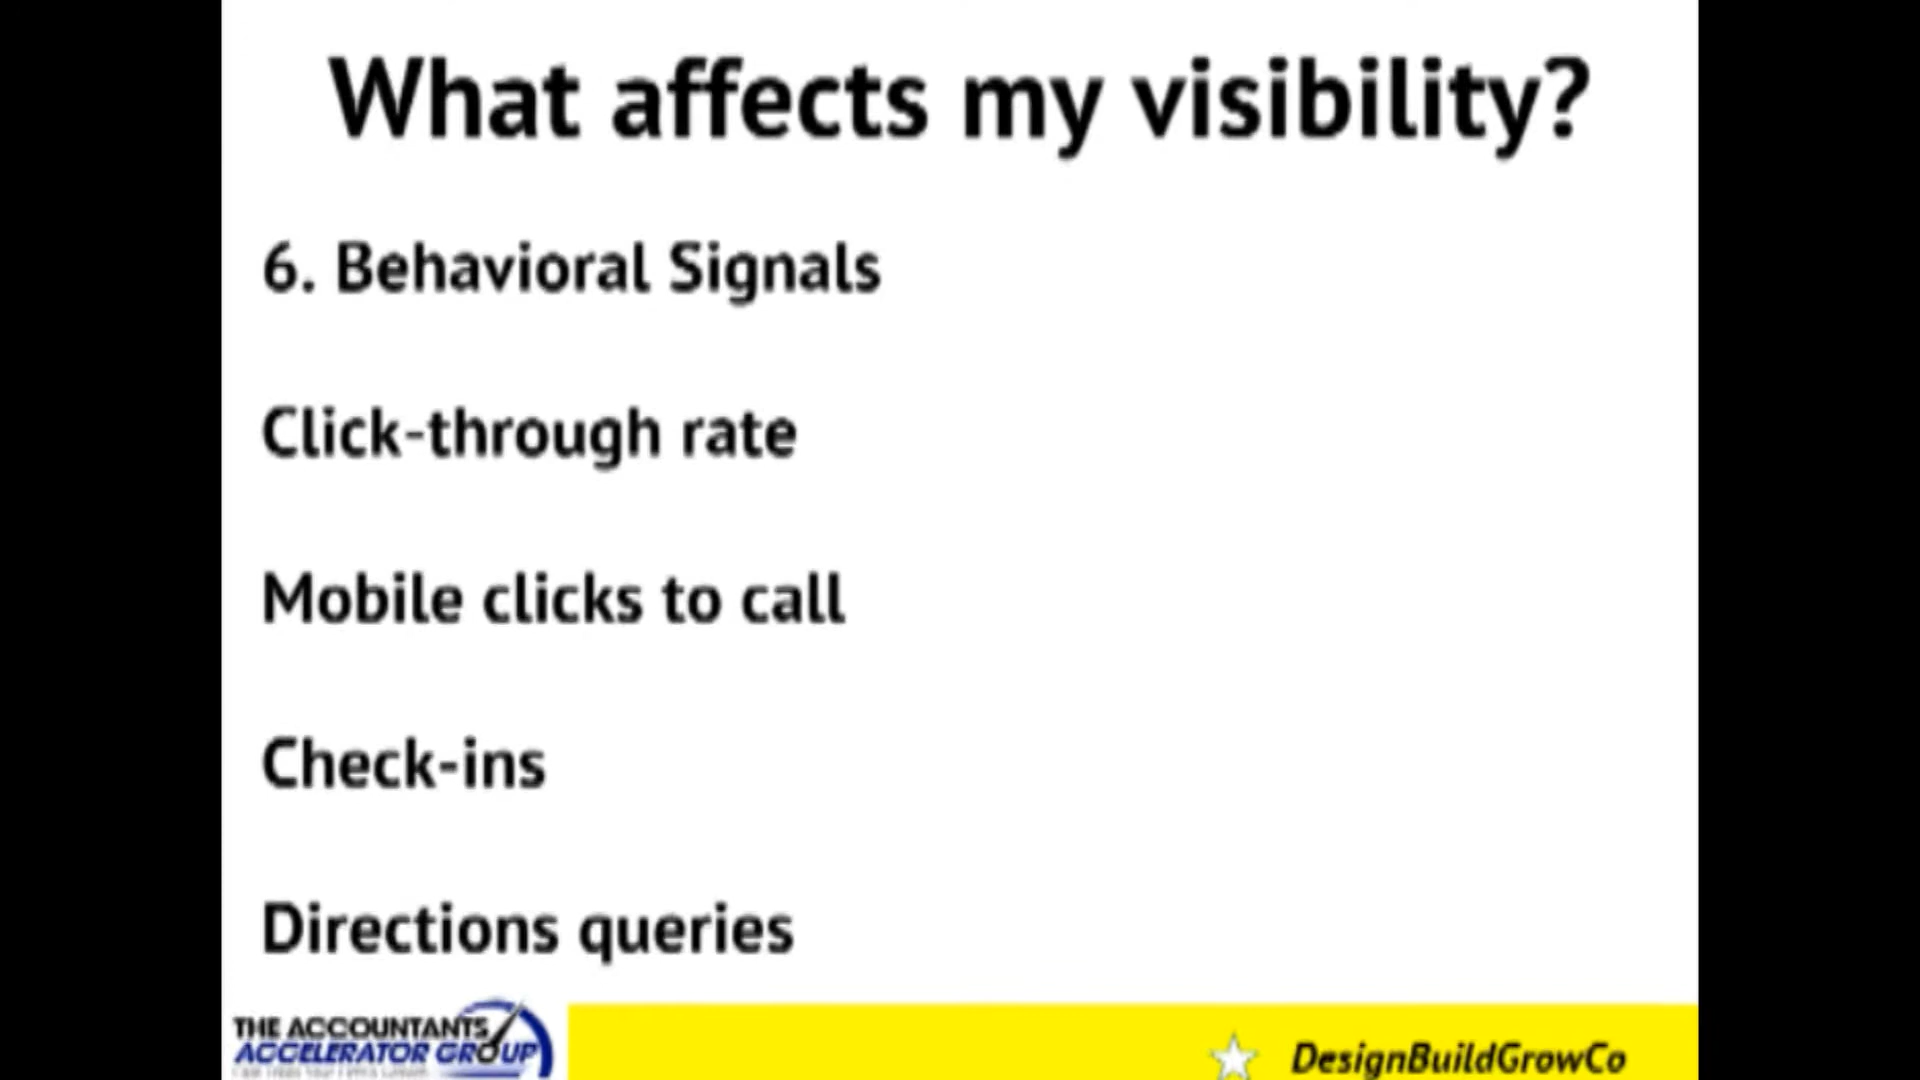 What affects my visibility?
6. Behavioral Signals
Click-through rate
Mobile clicks to call
Check-ins
Directions queries
THE ACCOUNTANTS
ACCELERATOR GROUP
DesignBuildGrowCo